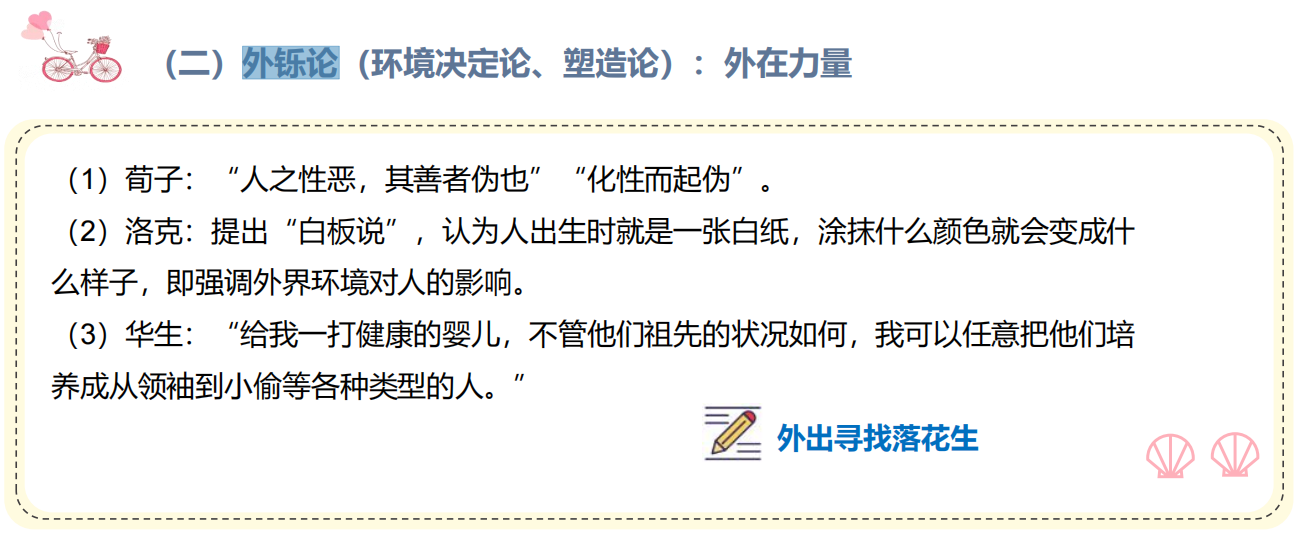 （二）外铄论（环境决定论、塑造论）：外在力量
（1）荀子：“人之性恶，其善者伪也”“化性而起伪”。
（2）洛克：提出“白板说”，认为人出生时就是一张白纸，涂抹什么颜色就会变成什
么样子，即强调外界环境对人的影响。
（3）华生：“给我一打健康的婴儿，不管他们祖先的状况如何，我可以任意把他们培
养成从领袖到小偷等各种类型的人。”
外出寻找落花生